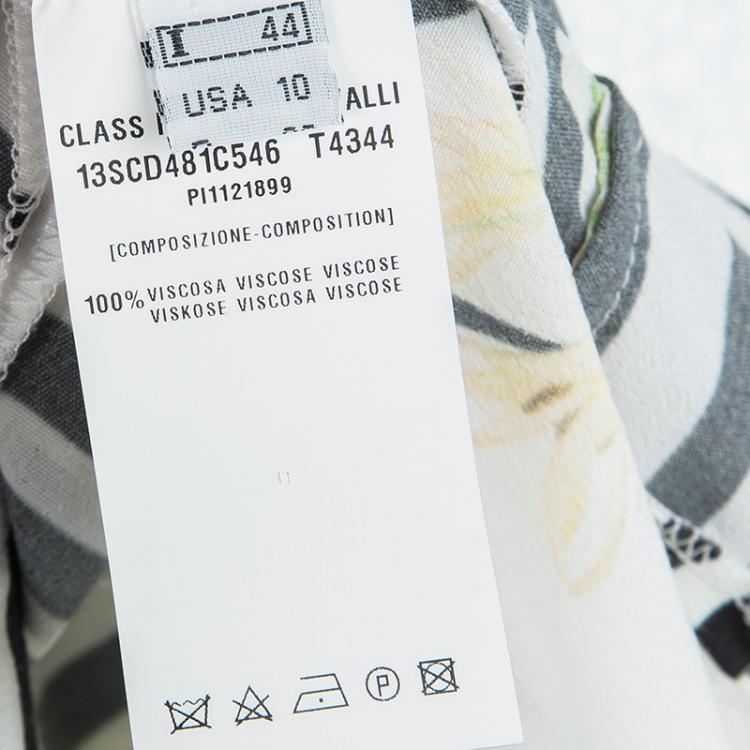 I 44
USA 10
CLASS ALLI
13SCD481C546 T4344
PI1121899
[COMPOSIZIONE-COMPOSITION]
100% VISCOSA VISCOSE VISCOSE
VISKOSE VISCOSA VISCOSE
P